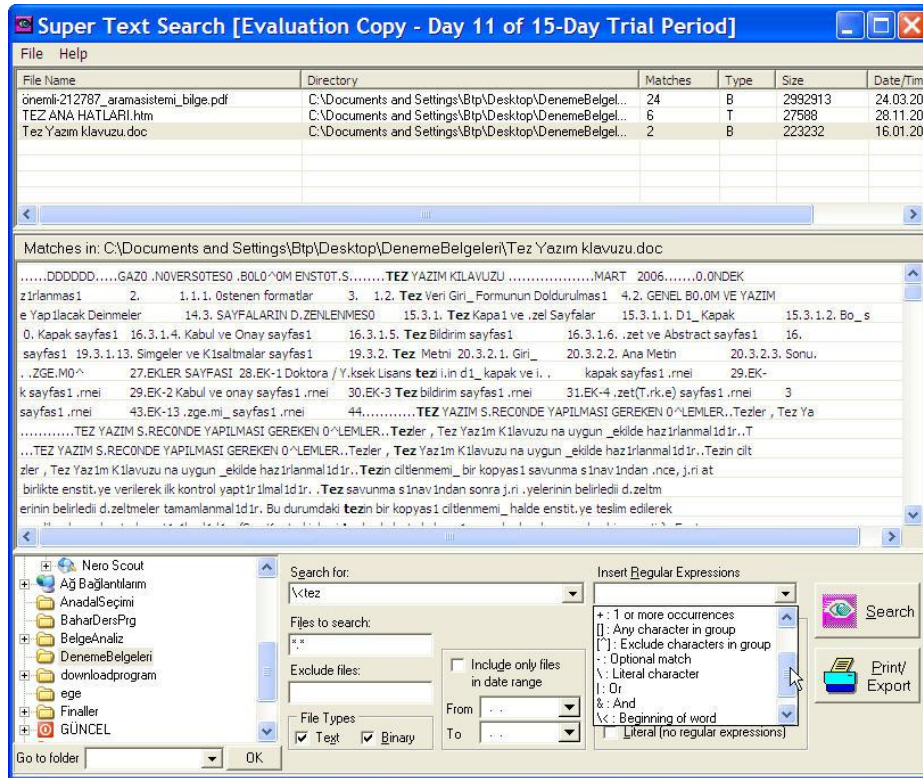 Super Text Search [Evaluation Copy - Day 11 of 15-Day Trial Period]
File Help
File Name Directory Matches Type Size Date/Tim
önemli-212787_aramasistemi_bilge.pdf C:\Documents and Settings\Btp\Desktop\DenemeBelgel... 24 B 2992913 24.03.20
TEZ ANA HATLARI.htm C:\Documents and Settings\Btp\Desktop\DenemeBelgel... 6 T 27588 28.11.20
Tez Yazım klavuzu.doc C:\Documents and Settings\Btp\Desktop\DenemeBelgel... 2 B 223232 16.01.20
Matches in: C:\Documents and Settings\Btp\Desktop\DenemeBelgeleri\Tez Yazım klavuzu.doc
......DDDDDD.....GAZ0 .N0VERS0TES0 .B0L0^0M ENST0T.S........TEZ YAZIM KILAVUZU .................MART 2006.......0.0NDEK
z1rlanmas1 2. 1.1.1. 0stenen formatlar 3. 1.2. Tez Veri Giri_ Formunun Doldurulmas1 4.2. GENEL B0.0M VE YAZIM
e Yap1lacak Deinmeler 14.3. SAYFALARIN D.ZENLENMES0 15.3.1. Tez Kapa1 ve .zel Sayfalar 15.3.1.1. D1_ Kapak 15.3.1.2. Bo_ s
0. Kapak sayfas1 16.3.1.4. Kabul ve Onay sayfas1 16.3.1.5. Tez Bildirim sayfas1 16.3.1.6. .zet ve Abstract sayfas1 16.
sayfas1 19.3.1.13. Simgeler ve K1saltmalar sayfas1 19.3.2. Tez Metni 20.3.2.1. Giri_ 20.3.2.2. Ana Metin 20.3.2.3. Sonu.
. .ZGE.M0^ 27.EKLER SAYFASI 28.EK-1 Doktora / Y.ksek Lisans tezi i.in d1_ kapak ve i. . kapak sayfas1 .rnei 29.EK-
k sayfas1 .rnei 29.EK-2 Kabul ve onay sayfas1 .rnei 30.EK-3 Tez bildirim sayfas1 .rnei 31.EK-4 .zet(T.rk.e) sayfas1 .rnei 3
sayfas1 .rnei 43.EK-13 .zge.mi_ sayfas1 .rnei 44...........TEZ YAZIM S.REC0NDE YAPILMASI GEREKEN 0^LEMLER..Tezler , Tez Ya
............TEZ YAZIM S.REC0NDE YAPILMASI GEREKEN 0^LEMLER..Tezler , Tez Yaz1m K1lavuzu na uygun _ekilde haz1rlanmal1d1r..T
...TEZ YAZIM S.REC0NDE YAPILMASI GEREKEN 0^LEMLER..Tezler , Tez Yaz1m K1lavuzu na uygun _ekilde haz1rlanmal1d1r..Tezin cilt
zler , Tez Yaz1m K1lavuzu na uygun _ekilde haz1rlanmal1d1r..Tezin ciltlenmemi_ bir kopyas1 savunma s1nav1ndan .nce, j.ri at
birlikte enstit.ye verilerek ilk kontrol yapt1r1lmal1d1r. .Tez savunma s1nav1ndan sonra j.ri .yelerinin belirledii d.zeltm
erinin belirledii d.zeltmeler tamamlanmal1d1r. Bu durumdaki tezin bir kopyas1 ciltlenmemi_ halde enstit.ye teslim edilerek
Nero Scout
Ağ Bağlantılarım
AnadalSeçimi
BaharDersPrg
BelgeAnaliz
DenemeBelgeleri
downloadprogram
ege
Finaller
GÜNCEL
Go to folder OK
Search for:
\<tez
Files to search:
*.*
Exclude files:
File Types
Text Binary
Include only files
in date range
From . .
To . .
Insert Regular Expressions
+ : 1 or more occurrences
[] : Any character in group
[^] : Exclude characters in group
- : Optional match
\ : Literal character
| : Or
& : And
\< : Beginning of word
Literal (no regular expressions)
Search
Print/
Export